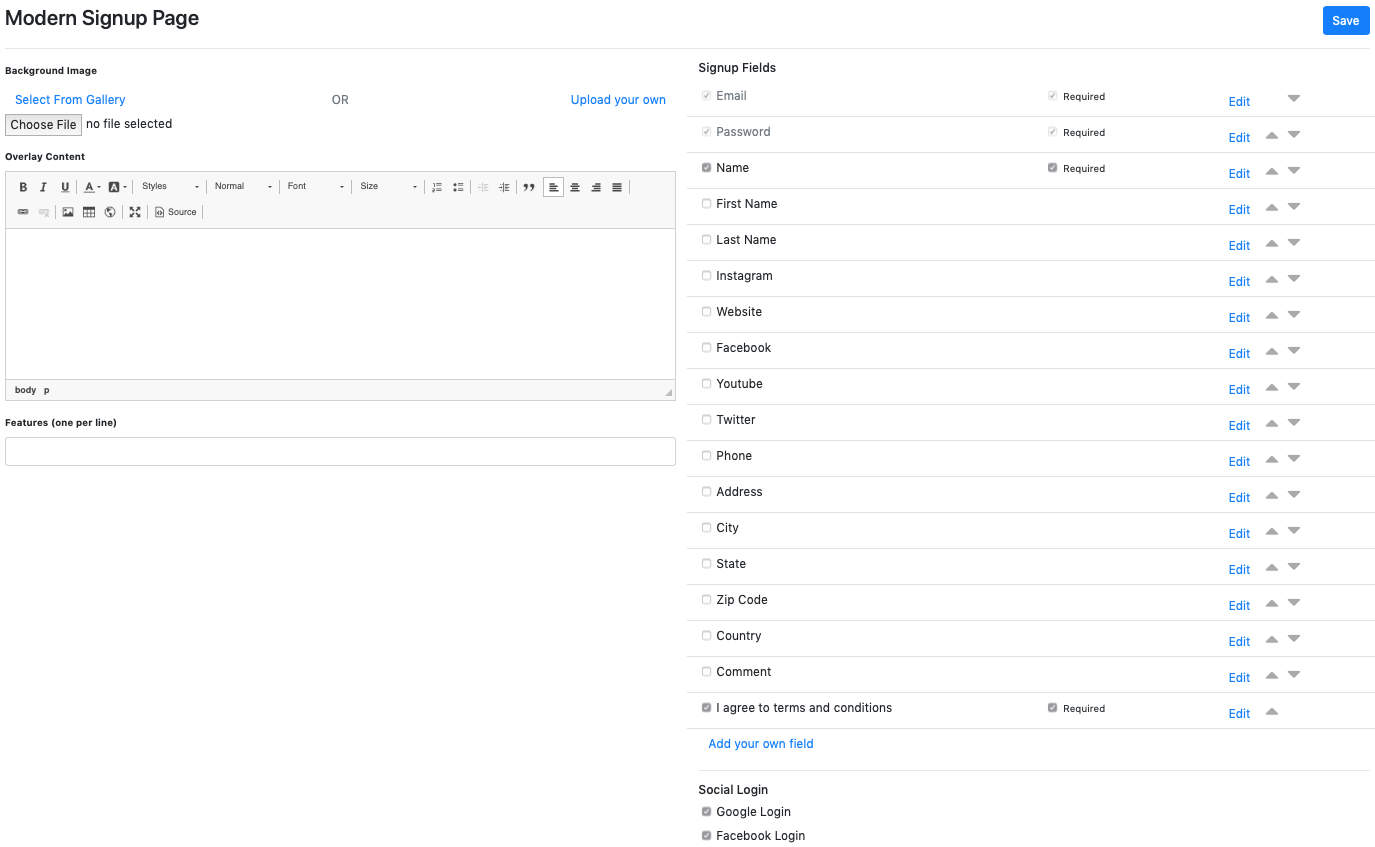 Modern Signup Page
Save
Background Image
Select From Gallery OR Upload your own
Choose File no file selected
Overlay Content
B I U A A Styles Normal Font Size
Source
body p
Features (one per line)
Signup Fields
Email Required Edit
Password Required Edit
Name Required Edit
First Name Edit
Last Name Edit
Instagram Edit
Website Edit
Facebook Edit
Youtube Edit
Twitter Edit
Phone Edit
Address Edit
City Edit
State Edit
Zip Code Edit
Country Edit
Comment Edit
I agree to terms and conditions Required Edit
Add your own field
Social Login
Google Login
Facebook Login